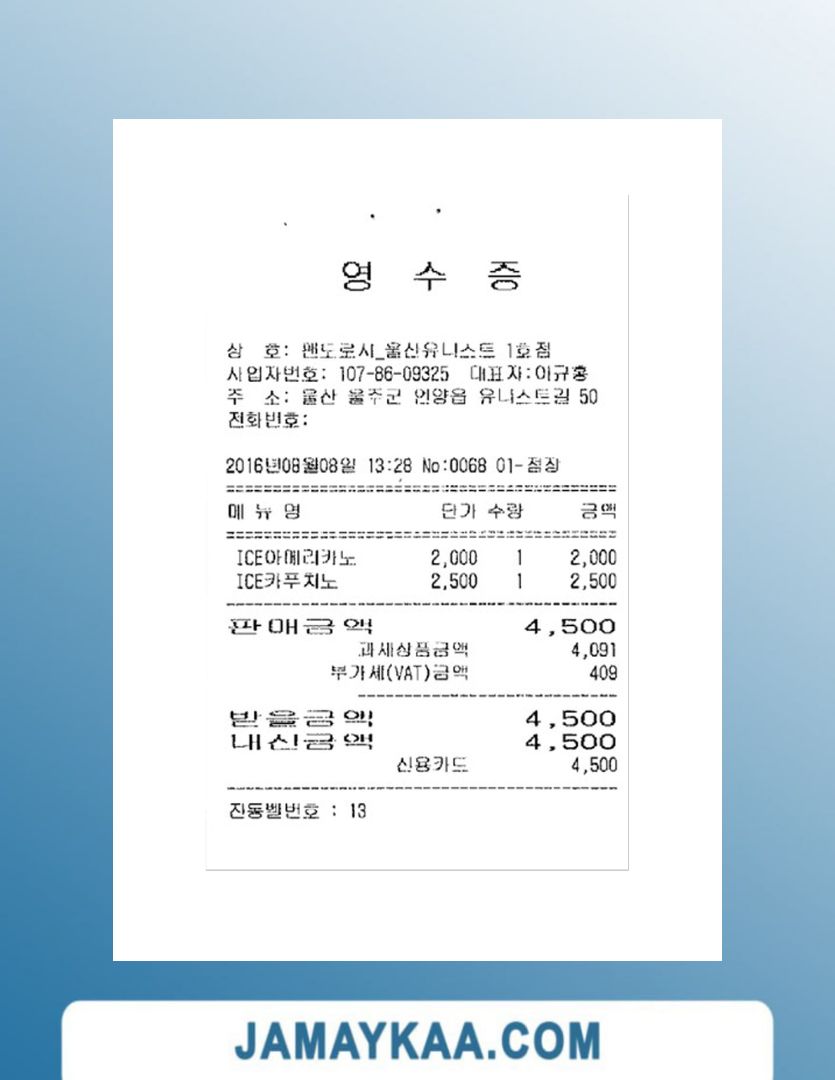 영 수 증
상 호: 펜도로시_울산유니스트 1호점
사업자번호: 107-86-09325 대표자:이규홍
주 소: 울산 울주군 언양읍 유니스트길 50
전화번호:
2016년08월08일 13:28 No:0068 01-점장
메 뉴 명 단가 수량 금액
ICE아메리카노 2,000 1 2,000
ICE카푸치노 2,500 1 2,500
판매금액 4,500
과세상품금액 4,091
부가세(VAT)금액 409
받을금액 4,500
내신금액 4,500
신용카드 4,500
진동벨번호 : 13
JAMAYKAA.COM